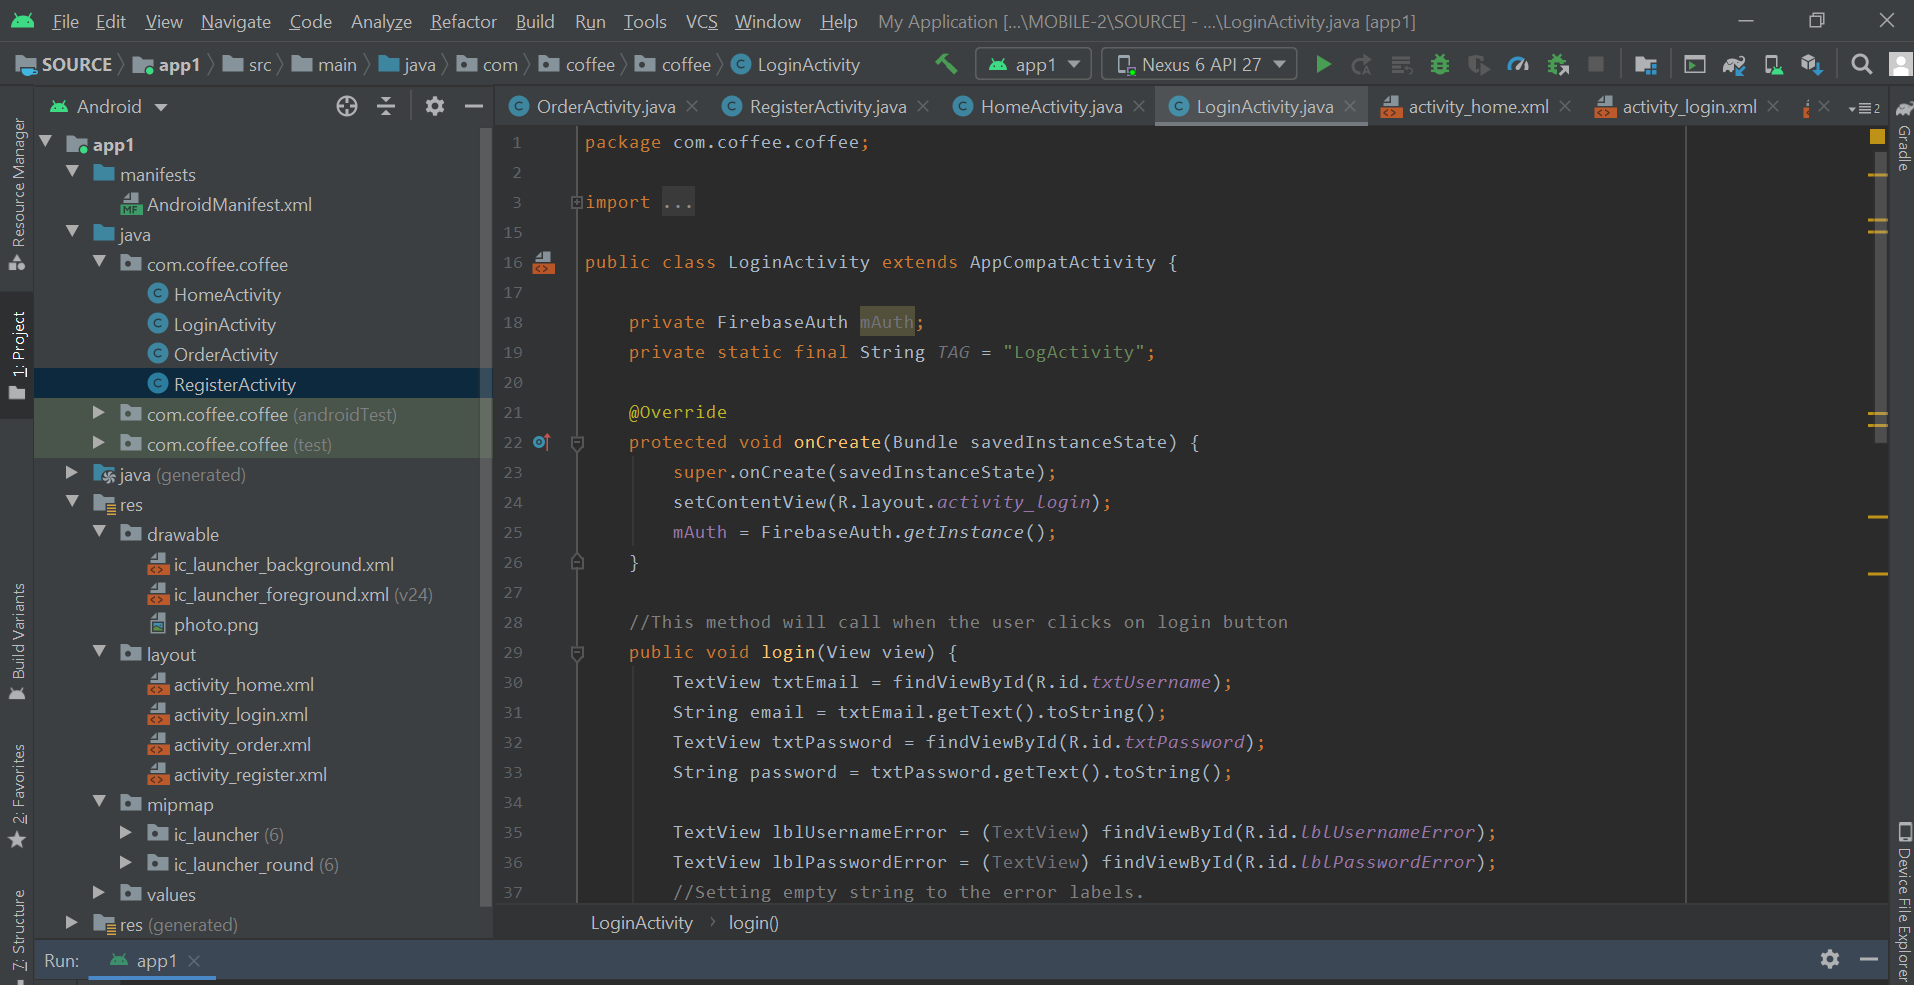 File Edit View Navigate Code Analyze Refactor Build Run Tools VCS Window Help My Application [...\MOBILE-2\SOURCE] - ...\LoginActivity.java [app1]
SOURCE app1 src main java com coffee coffee LoginActivity app1 Nexus 6 API 27
Android
OrderActivity.java RegisterActivity.java HomeActivity.java LoginActivity.java activity_home.xml activity_login.xml 2
Resource Manager
1: Project
Build Variants
2: Favorites
7: Structure
app1
manifests
AndroidManifest.xml
java
com.coffee.coffee
HomeActivity
LoginActivity
OrderActivity
RegisterActivity
com.coffee.coffee (androidTest)
com.coffee.coffee (test)
java (generated)
res
drawable
ic_launcher_background.xml
ic_launcher_foreground.xml (v24)
photo.png
layout
activity_home.xml
activity_login.xml
activity_order.xml
activity_register.xml
mipmap
ic_launcher (6)
ic_launcher_round (6)
values
res (generated)
1 package com.coffee.coffee;
2
3 import ...
15
16 public class LoginActivity extends AppCompatActivity {
17
18 private FirebaseAuth mAuth;
19 private static final String TAG = "LogActivity";
20
21 @Override
22 protected void onCreate(Bundle savedInstanceState) {
23 super.onCreate(savedInstanceState);
24 setContentView(R.layout.activity_login);
25 mAuth = FirebaseAuth.getInstance();
26 }
27
28 //This method will call when the user clicks on login button
29 public void login(View view) {
30 TextView txtEmail = findViewById(R.id.txtUsername);
31 String email = txtEmail.getText().toString();
32 TextView txtPassword = findViewById(R.id.txtPassword);
33 String password = txtPassword.getText().toString();
34
35 TextView lblUsernameError = (TextView) findViewById(R.id.lblUsernameError);
36 TextView lblPasswordError = (TextView) findViewById(R.id.lblPasswordError);
37 //Setting empty string to the error labels.
LoginActivity login()
Gradle
Device File Explorer
Run: app1